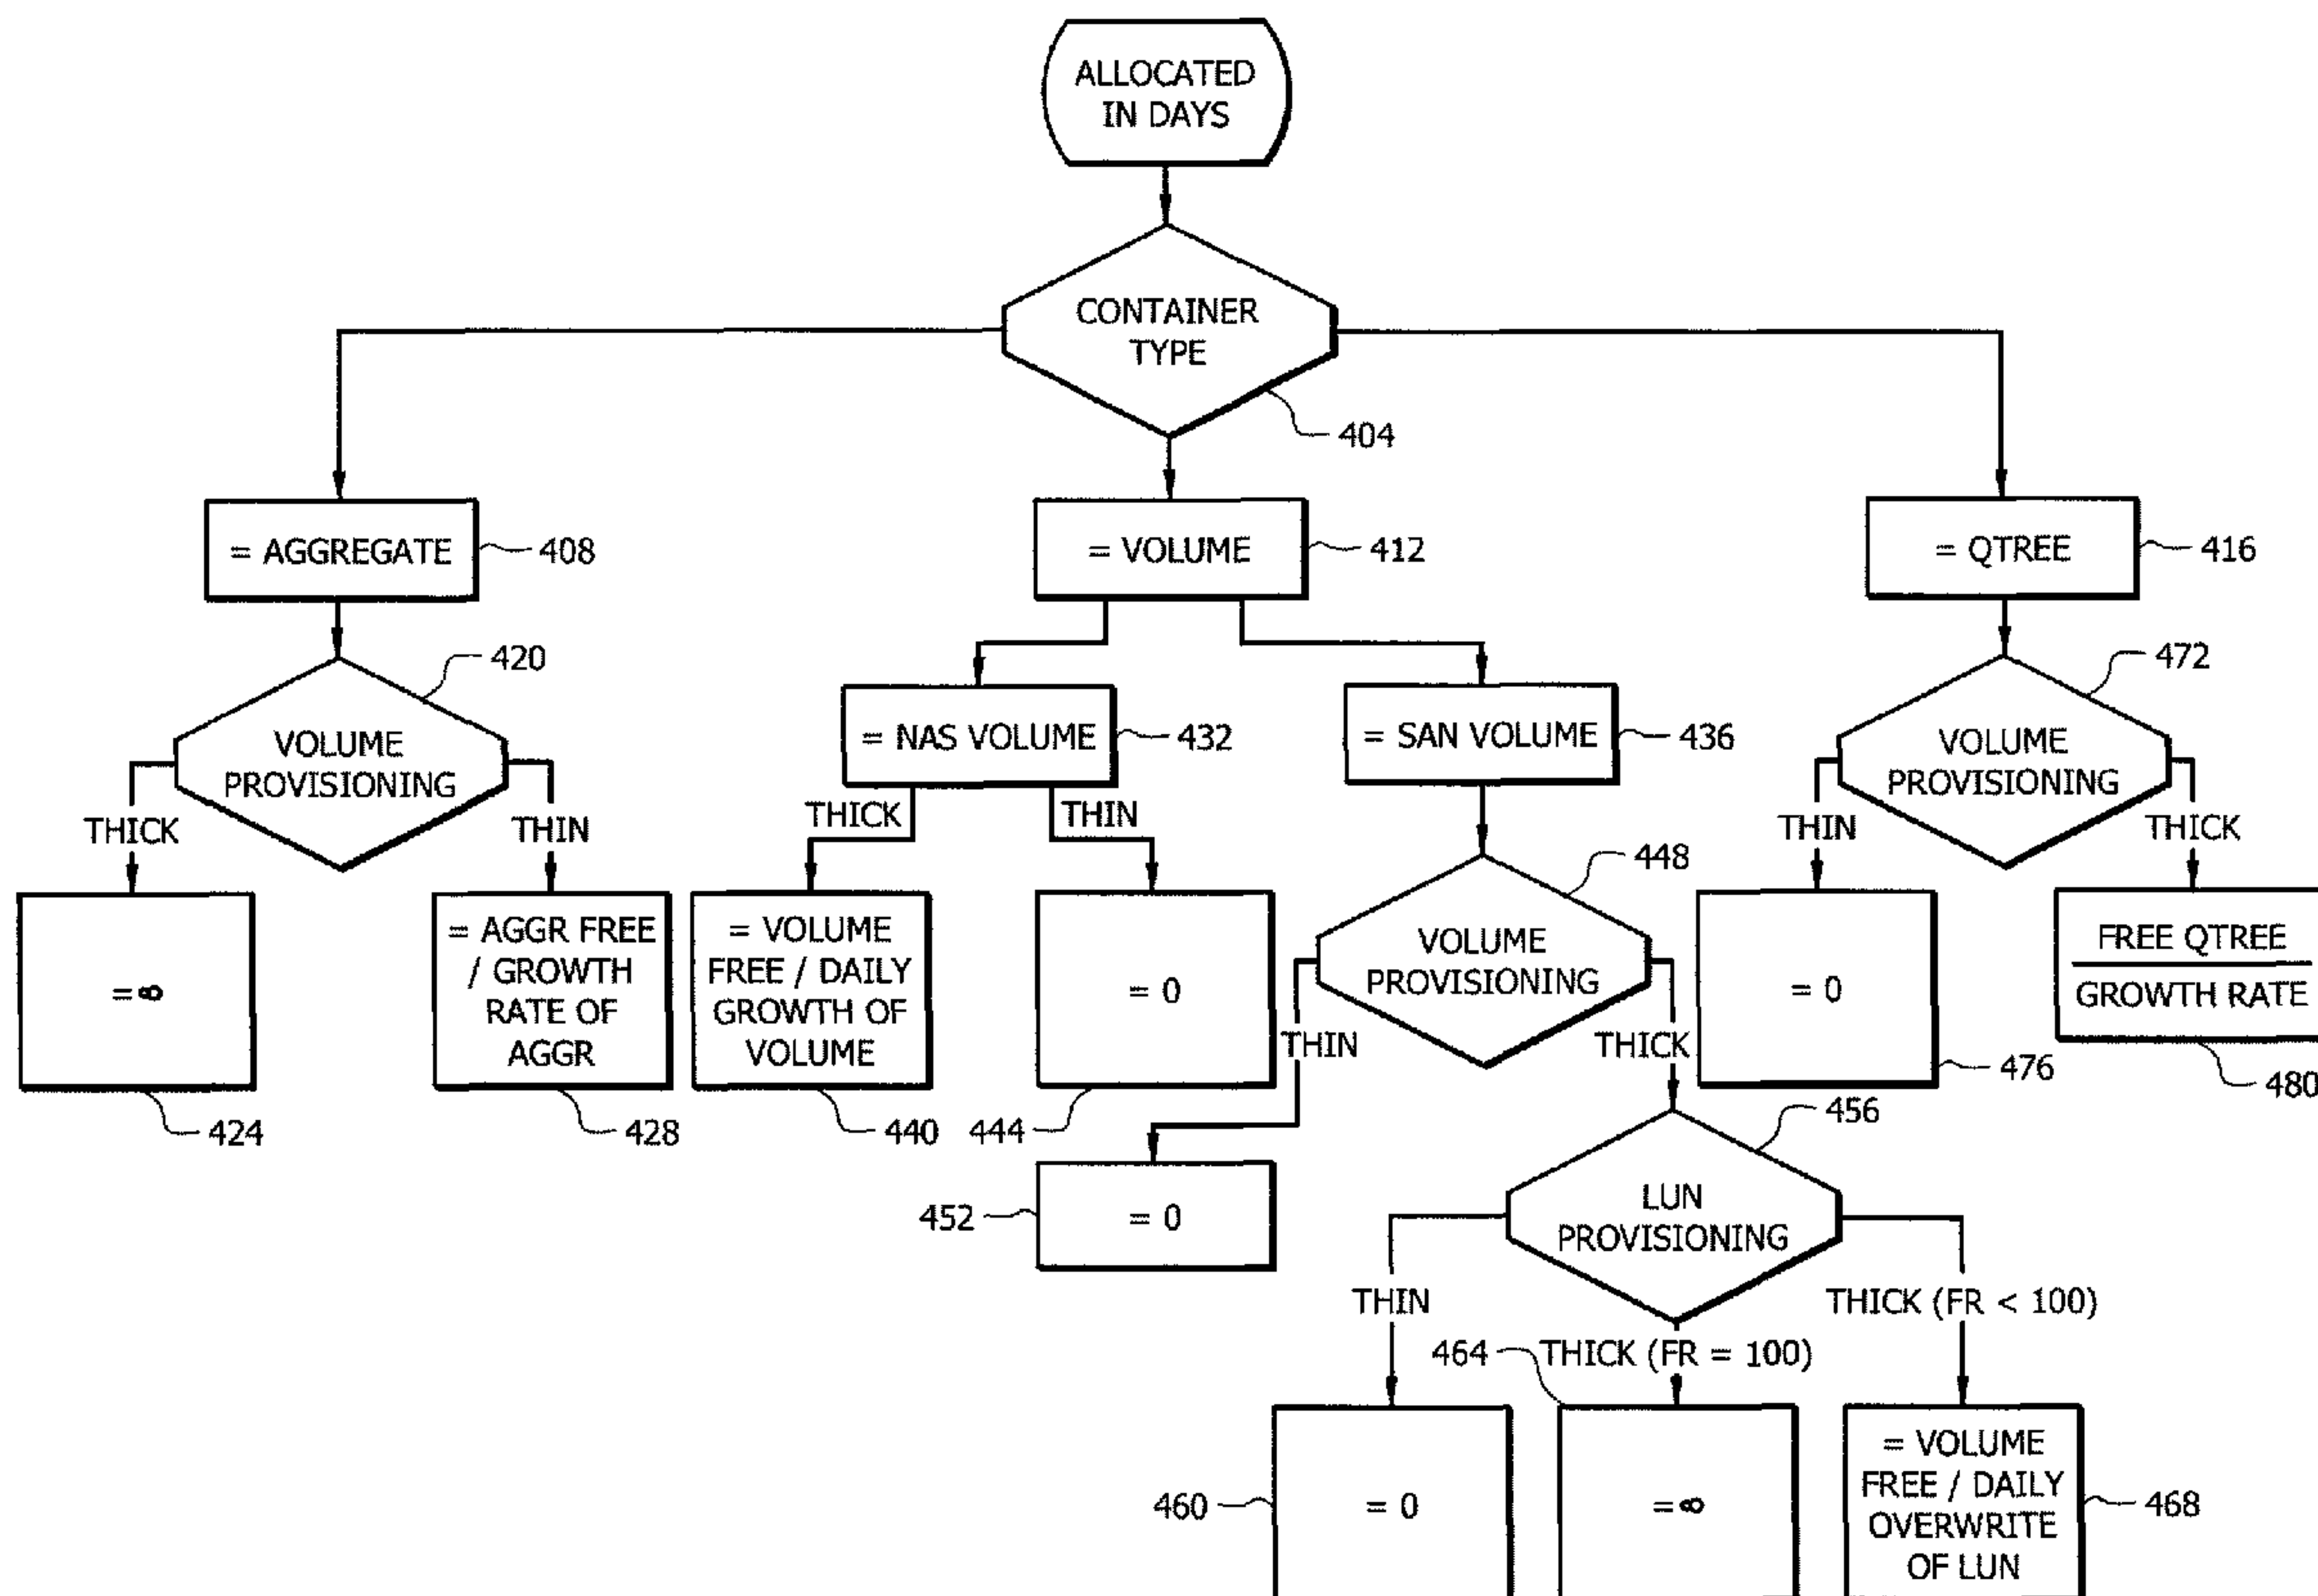 ALLOCATED
IN DAYS
CONTAINER
TYPE
404
= AGGREGATE
408
= VOLUME
412
= QTREE
416
420
VOLUME
PROVISIONING
THICK
THIN
= NAS VOLUME
432
= SAN VOLUME
436
THICK
THIN
472
VOLUME
PROVISIONING
THIN
THICK
= ∞
424
= AGGR FREE
/ GROWTH
RATE OF
AGGR
428
= VOLUME
FREE / DAILY
GROWTH OF
VOLUME
440
= 0
444
448
VOLUME
PROVISIONING
THIN
THICK
= 0
476
FREE QTREE
GROWTH RATE
480
452
= 0
456
LUN
PROVISIONING
THIN
464
THICK (FR = 100)
THICK (FR < 100)
460
= 0
= ∞
= VOLUME
FREE / DAILY
OVERWRITE
OF LUN
468